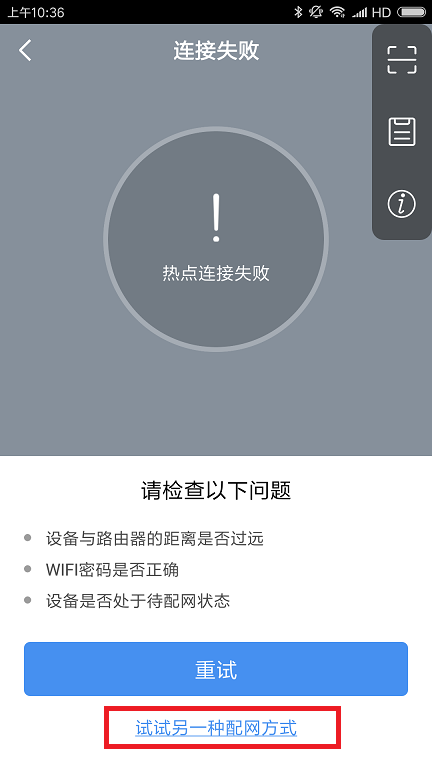 上午10:36
HD
连接失败
!
热点连接失败
请检查以下问题
设备与路由器的距离是否过远
WIFI密码是否正确
设备是否处于待配网状态
重试
试试另一种配网方式